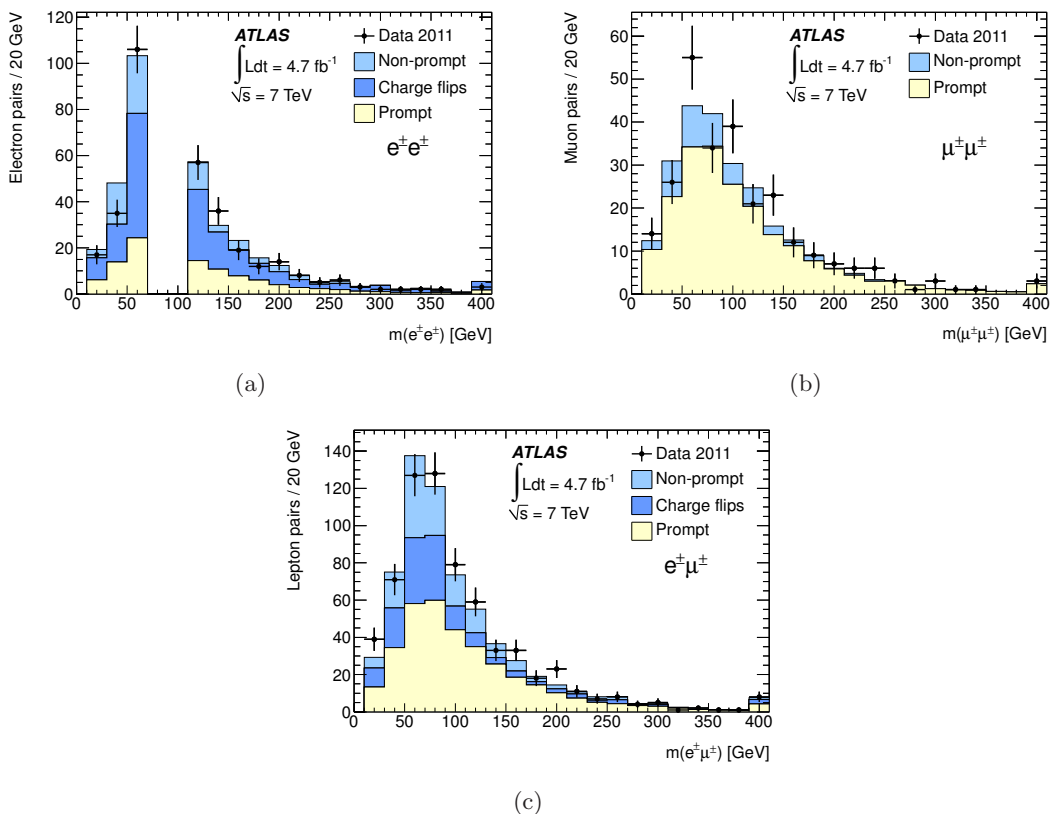 Electron pairs / 20 GeV
120
100
80
60
40
20
0
ATLAS
∫Ldt = 4.7 fb⁻¹
√s = 7 TeV
Data 2011
Non-prompt
Charge flips
Prompt
e±e±
0 50 100 150 200 250 300 350 400
m(e±e±) [GeV]
(a)
Muon pairs / 20 GeV
60
50
40
30
20
10
0
ATLAS
∫Ldt = 4.7 fb⁻¹
√s = 7 TeV
Data 2011
Non-prompt
Prompt
μ±μ±
0 50 100 150 200 250 300 350 400
m(μ±μ±) [GeV]
(b)
Lepton pairs / 20 GeV
140
120
100
80
60
40
20
0
ATLAS
∫Ldt = 4.7 fb⁻¹
√s = 7 TeV
Data 2011
Non-prompt
Charge flips
Prompt
e±μ±
0 50 100 150 200 250 300 350 400
m(e±μ±) [GeV]
(c)